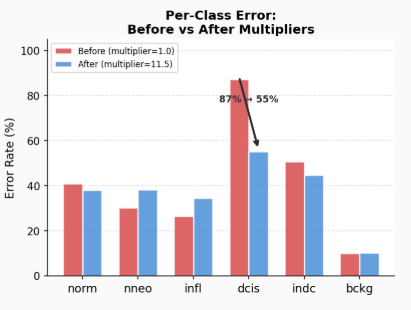 Per-Class Error:
Before vs After Multipliers
Before (multiplier=1.0)
After (multiplier=11.5)
Error Rate (%)
100
80
60
40
20
0
87% → 55%
norm nneo infl dcis indc bckg